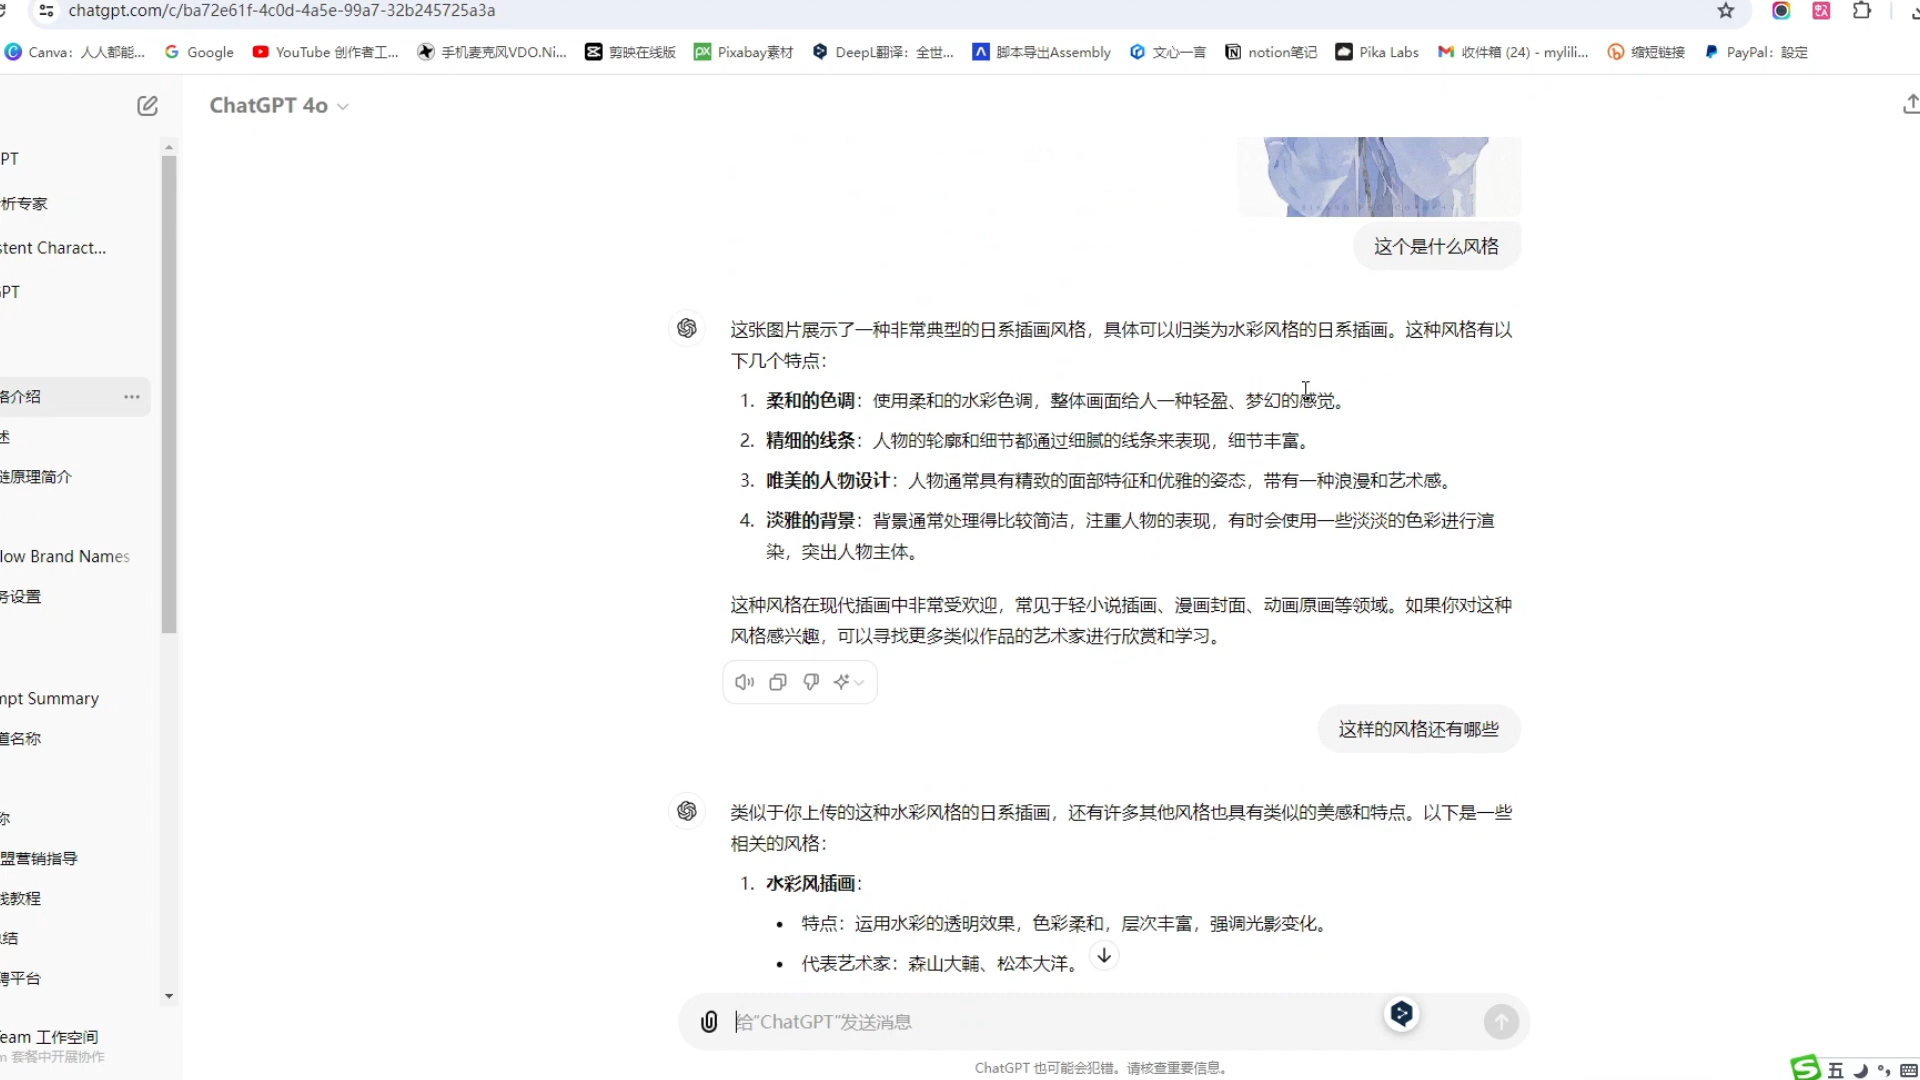 chatgpt.com/c/ba72e61f-4c0d-4a5e-99a7-32b245725a3a
Canva：人人都能... Google YouTube 创作者工... 手机麦克风VDO.Ni... 剪映在线版 Pixabay素材 DeepL翻译：全世... 脚本导出Assembly 文心一言 notion笔记 Pika Labs 收件箱 (24) - mylili... 缩短链接 PayPal：設定
ChatGPT 4o
PT
析专家
stent Charact...
GPT
格介绍
述
链原理简介
low Brand Names
务设置
mpt Summary
道名称
你
盟营销指导
线教程
总结
聘平台
Team 工作空间
m 套餐中开展协作
这个是什么风格
这张图片展示了一种非常典型的日系插画风格，具体可以归类为水彩风格的日系插画。这种风格有以
下几个特点：
1. 柔和的色调：使用柔和的水彩色调，整体画面给人一种轻盈、梦幻的感觉。
2. 精细的线条：人物的轮廓和细节都通过细腻的线条来表现，细节丰富。
3. 唯美的人物设计：人物通常具有精致的面部特征和优雅的姿态，带有一种浪漫和艺术感。
4. 淡雅的背景：背景通常处理得比较简洁，注重人物的表现，有时会使用一些淡淡的色彩进行渲
染，突出人物主体。
这种风格在现代插画中非常受欢迎，常见于轻小说插画、漫画封面、动画原画等领域。如果你对这种
风格感兴趣，可以寻找更多类似作品的艺术家进行欣赏和学习。
这样的风格还有哪些
类似于你上传的这种水彩风格的日系插画，还有许多其他风格也具有类似的美感和特点。以下是一些
相关的风格：
1. 水彩风插画：
• 特点：运用水彩的透明效果，色彩柔和，层次丰富，强调光影变化。
• 代表艺术家：森山大輔、松本大洋。
给“ChatGPT”发送消息
ChatGPT 也可能会犯错。请核查重要信息。
五